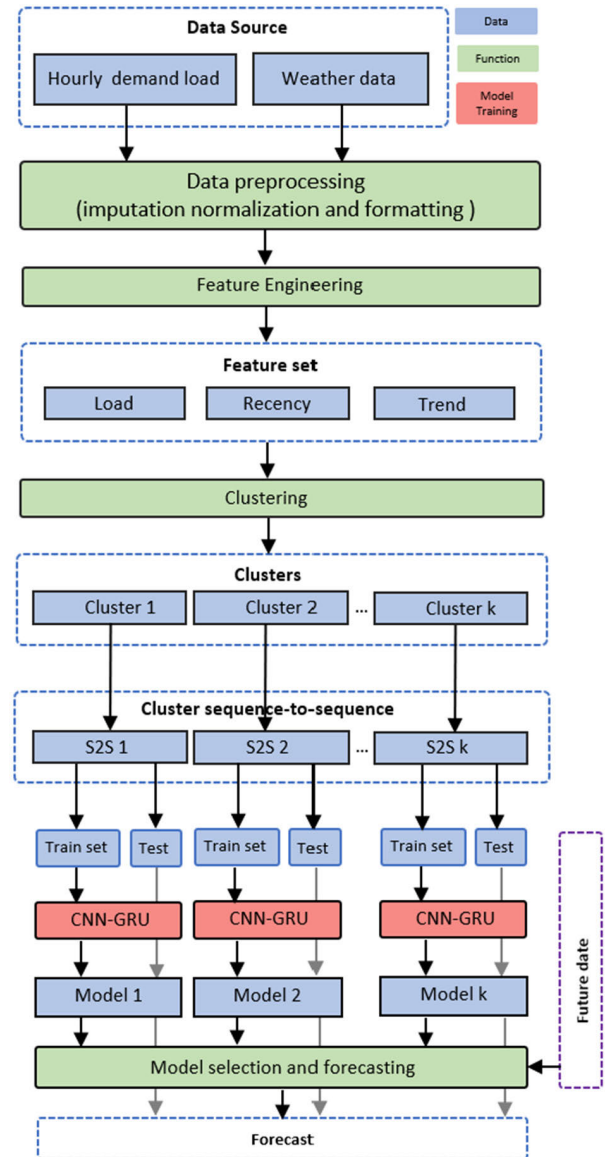 Data Source
Hourly demand load
Weather data
Data
Function
Model
Training
Data preprocessing
(imputation normalization and formatting )
Feature Engineering
Feature set
Load
Recency
Trend
Clustering
Clusters
Cluster 1
Cluster 2
...
Cluster k
Cluster sequence-to-sequence
S2S 1
S2S 2
...
S2S k
Train set
Test
Train set
Test
Train set
Test
CNN-GRU
CNN-GRU
CNN-GRU
Model 1
Model 2
Model k
Future date
Model selection and forecasting
Forecast